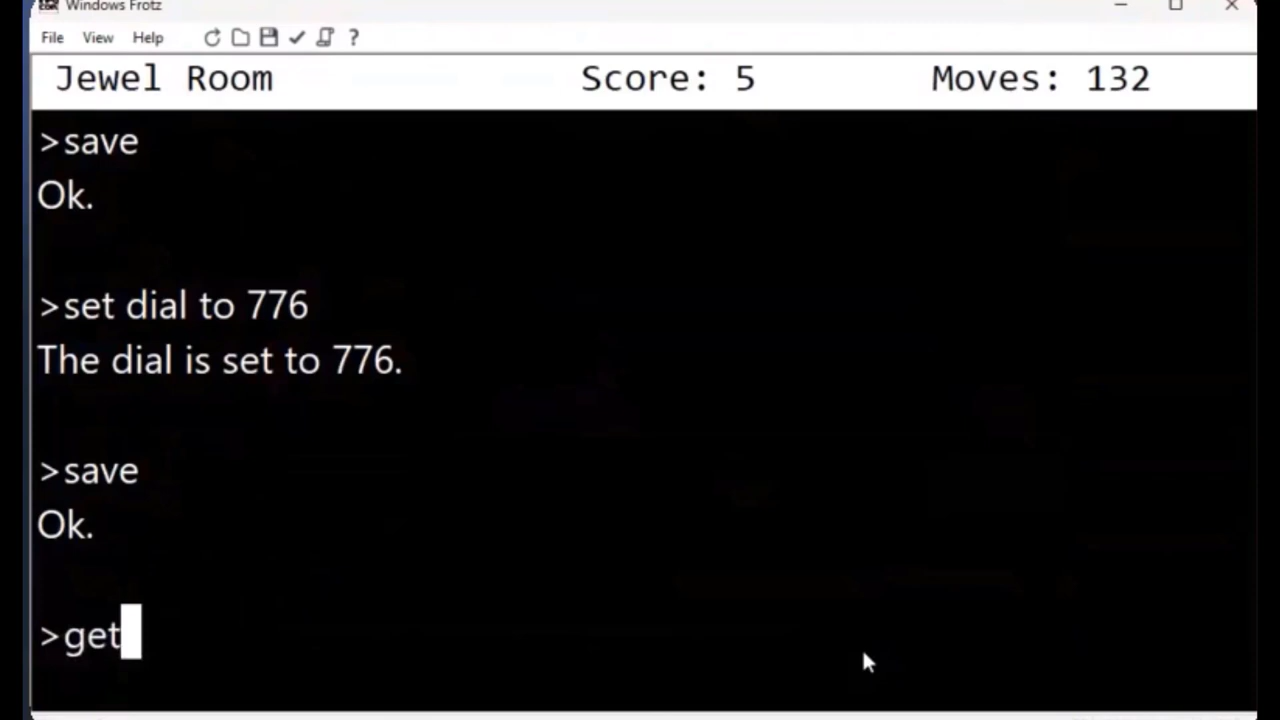 Windows Frotz
File View Help
Jewel Room Score: 5 Moves: 132
>save
Ok.
>set dial to 776
The dial is set to 776.
>save
Ok.
>get